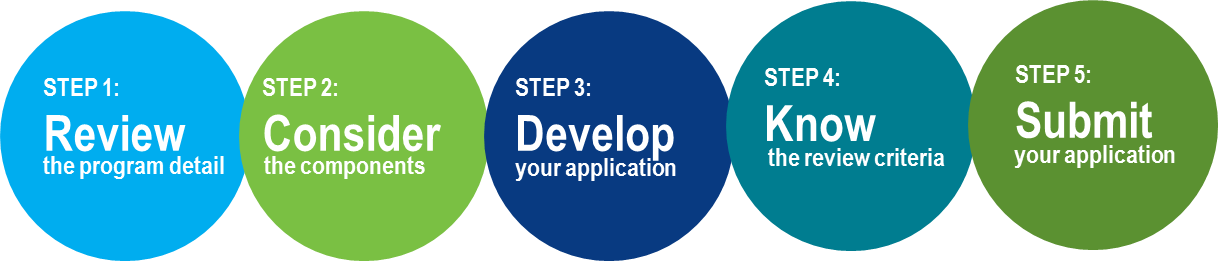 STEP 1:
Review
the program detail
STEP 2:
Consider
the components
STEP 3:
Develop
your application
STEP 4:
Know
the review criteria
STEP 5:
Submit
your application